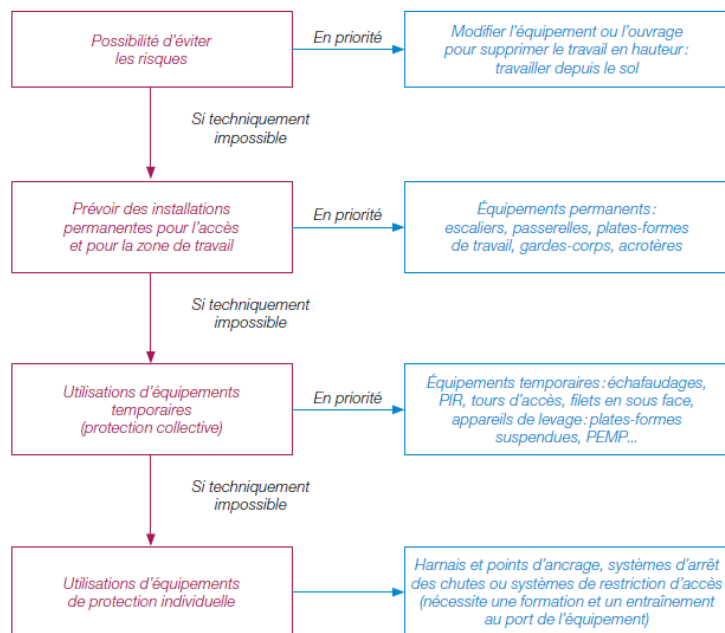 Possibilité d'éviter
les risques
En priorité
Modifier l'équipement ou l'ouvrage
pour supprimer le travail en hauteur :
travailler depuis le sol
Si techniquement
impossible
Prévoir des installations
permanentes pour l'accès
et pour la zone de travail
En priorité
Équipements permanents :
escaliers, passerelles, plates-formes
de travail, gardes-corps, acrotères
Si techniquement
impossible
Utilisations d'équipements
temporaires
(protection collective)
En priorité
Équipements temporaires : échafaudages,
PIR, tours d'accès, filets en sous face,
appareils de levage : plates-formes
suspendues, PEMP...
Si techniquement
impossible
Utilisations d'équipements
de protection individuelle
Harnais et points d'ancrage, systèmes d'arrêt
des chutes ou systèmes de restriction d'accès
(nécessite une formation et un entraînement
au port de l'équipement)